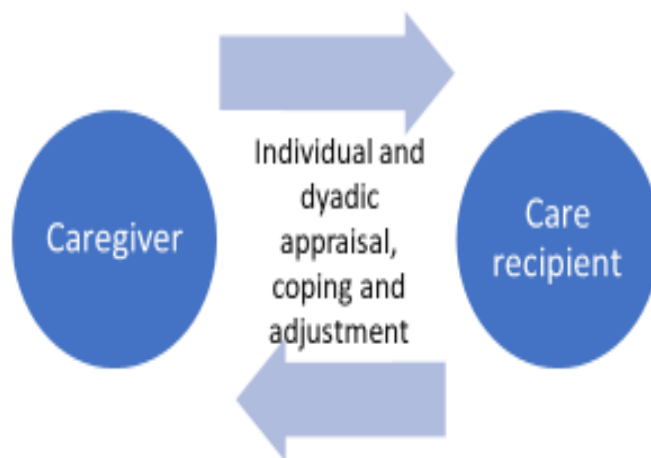 Caregiver
Individual and
dyadic
appraisal,
coping and
adjustment
Care
recipient